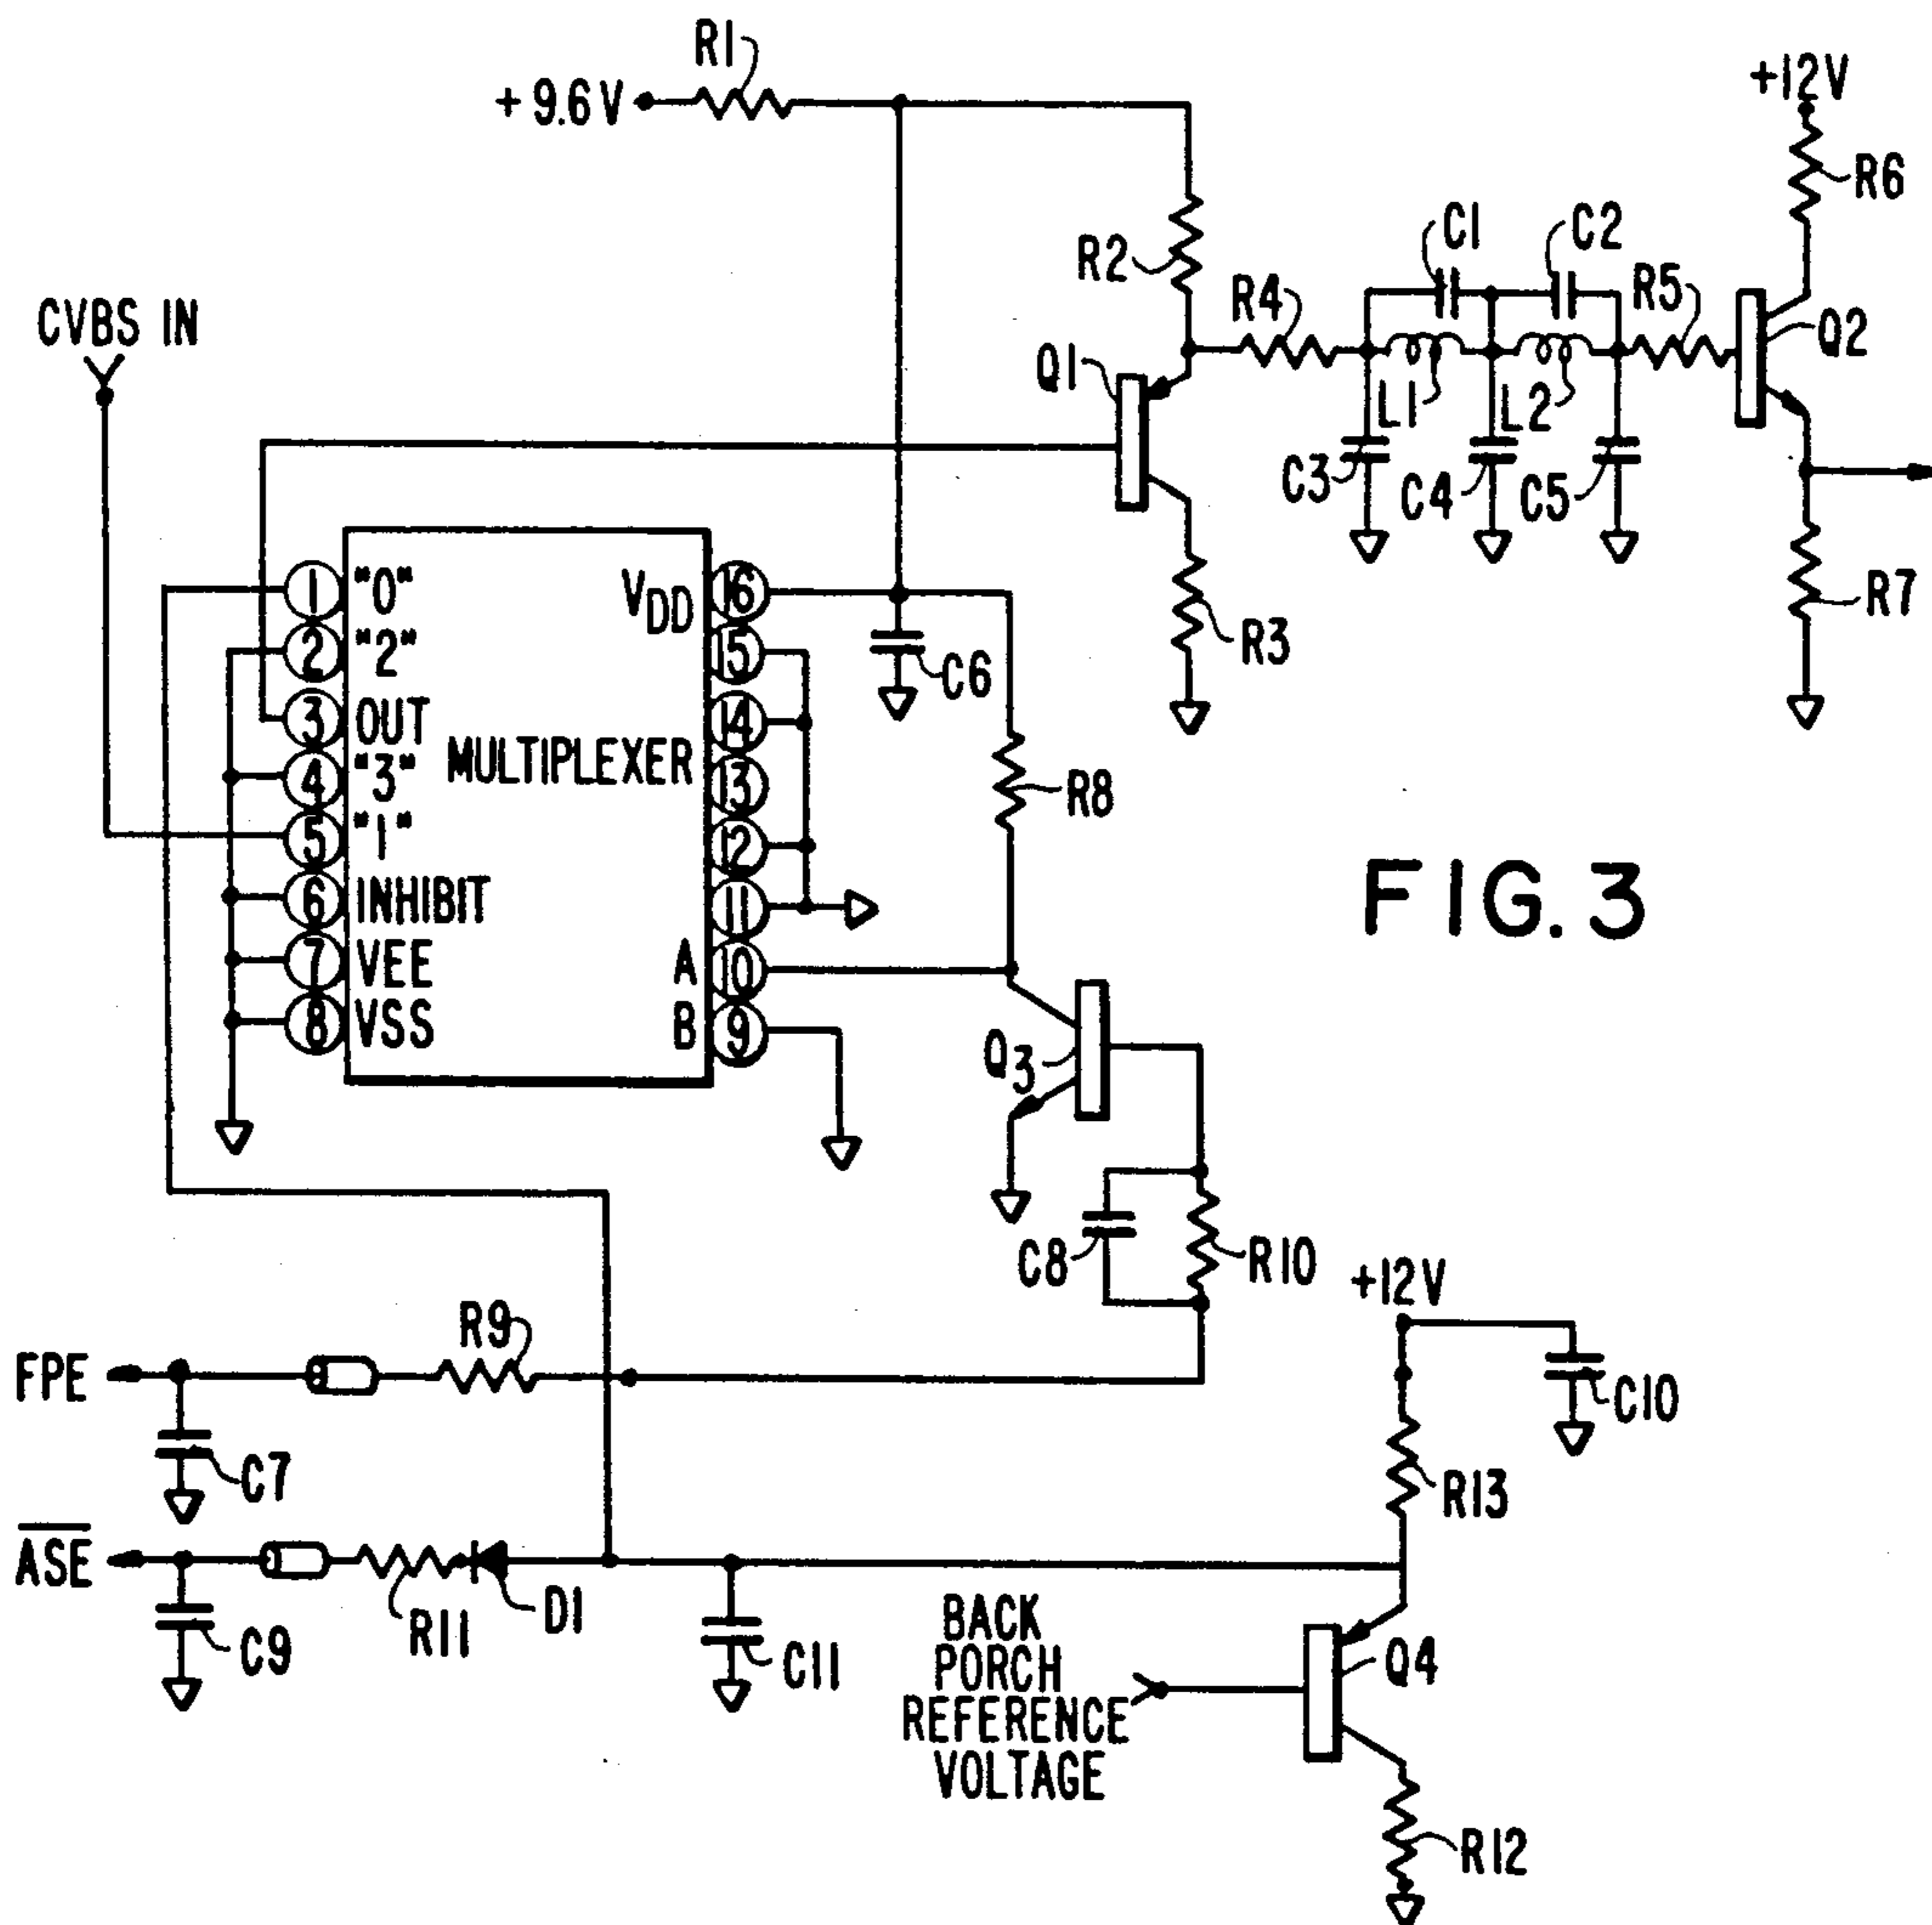 R1
+9.6V
+12V
R6
C1
C2
R2
R4
R5
Q2
CVBS IN
Q1
L1
L2
C3
C4
C5
R7
R3
1 "0"
VDD 16
2 "2"
15
C6
3 OUT
14
4 "3"
MULTIPLEXER
13
R8
5 "1"
12
6 INHIBIT
11
FIG. 3
7 VEE
A 10
8 VSS
B 9
Q3
C8
R10
+12V
R9
FPE
C10
C7
R13
ASE
D1
R11
C9
C11
BACK
PORCH
REFERENCE
VOLTAGE
Q4
R12